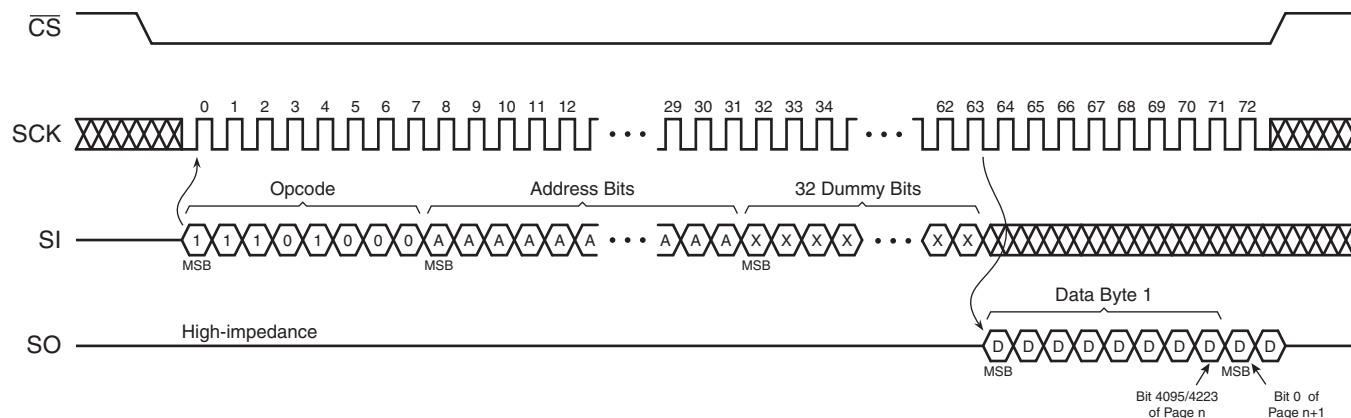 CS
SCK
0 1 2 3 4 5 6 7 8 9 10 11 12 29 30 31 32 33 34 62 63 64 65 66 67 68 69 70 71 72
Opcode Address Bits 32 Dummy Bits
SI
1 1 1 0 1 0 0 0 A A A A A A A A A X X X X X X
MSB MSB MSB
Data Byte 1
High-impedance
SO
D D D D D D D D D D
MSB MSB
Bit 4095/4223
of Page n
Bit 0 of
Page n+1